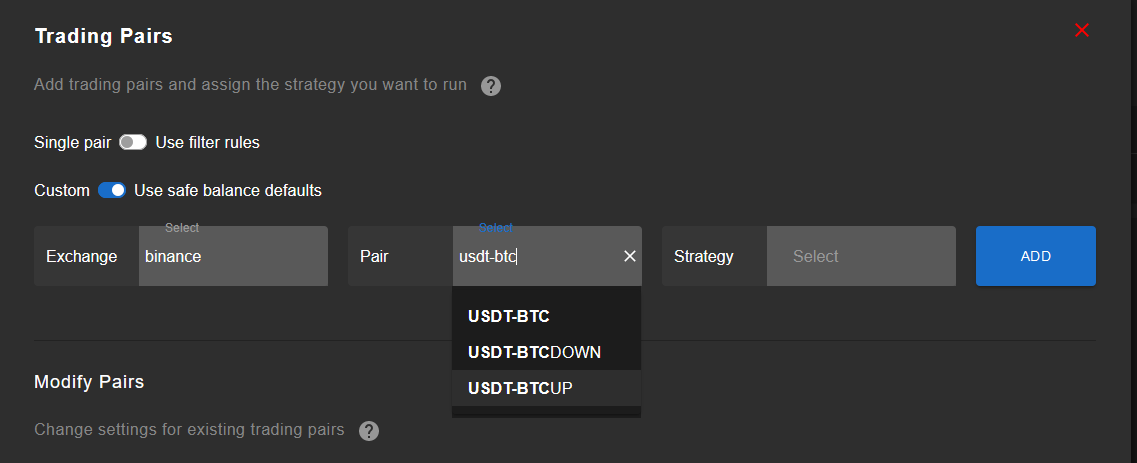 Trading Pairs
Add trading pairs and assign the strategy you want to run ?
Single pair Use filter rules
Custom Use safe balance defaults
Select Select
Exchange binance Pair usdt-btc Strategy Select ADD
USDT-BTC
USDT-BTCDOWN
USDT-BTCUP
Modify Pairs
Change settings for existing trading pairs ?